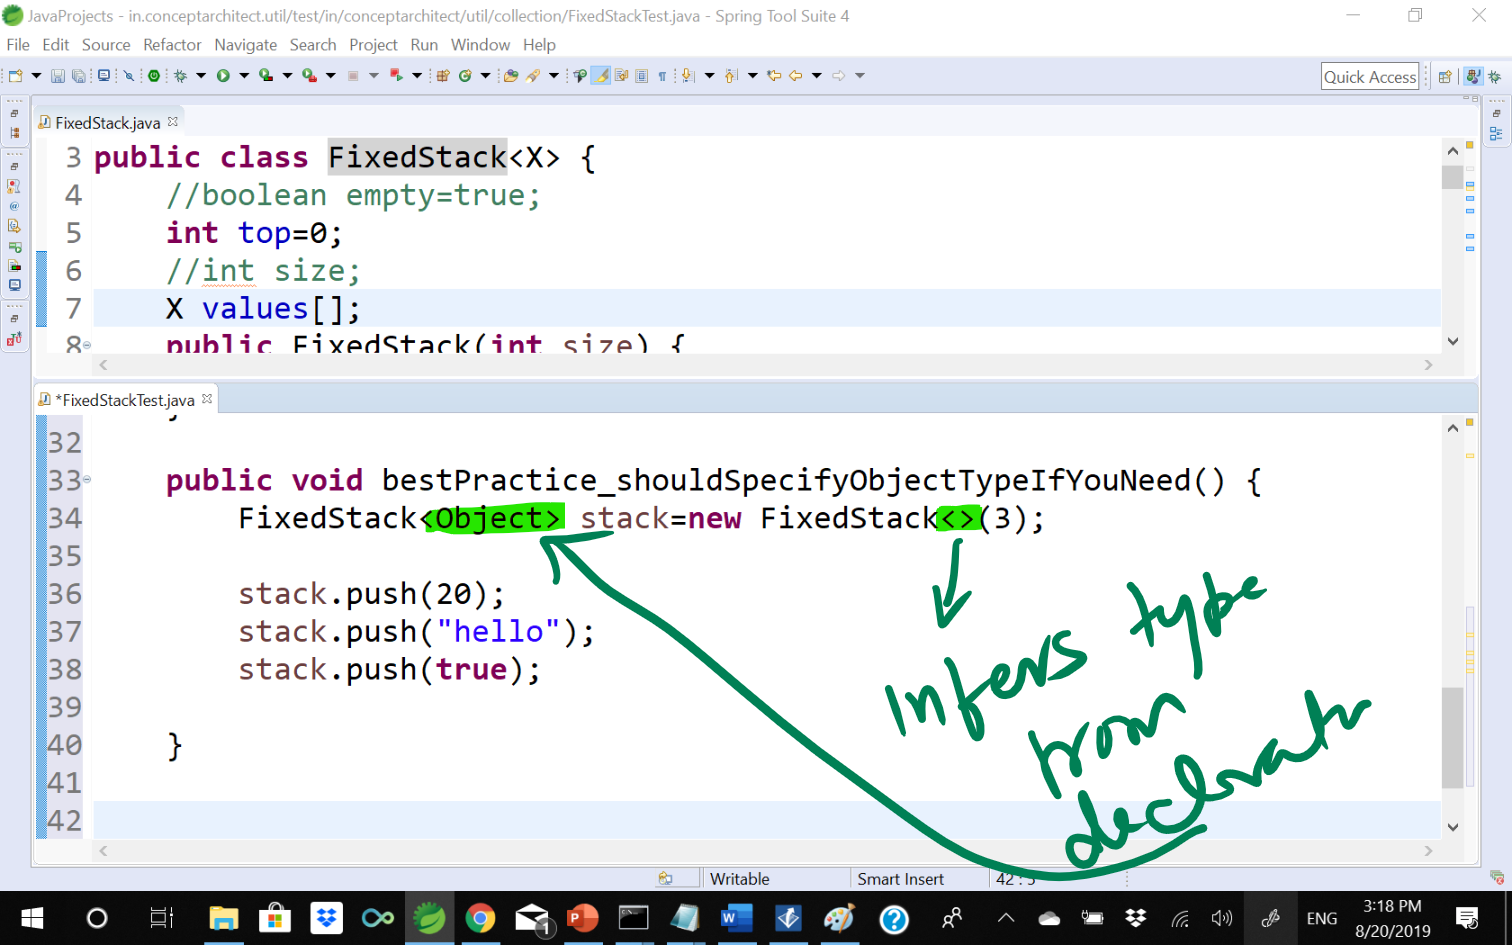 JavaProjects - in.conceptarchitect.util/test/in/conceptarchitect/util/collection/FixedStackTest.java - Spring Tool Suite 4
File Edit Source Refactor Navigate Search Project Run Window Help
Quick Access
FixedStack.java
3 public class FixedStack<X> {
4 //boolean empty=true;
5 int top=0;
6 //int size;
7 X values[];
8 public FixedStack(int size) {
*FixedStackTest.java
32
33 public void bestPractice_shouldSpecifyObjectTypeIfYouNeed() {
34 FixedStack<Object> stack=new FixedStack<>(3);
35
36 stack.push(20);
37 stack.push("hello");
38 stack.push(true);
39
40 }
41
42
Infers type
from
Writable Smart Insert 42 : 5
ENG 3:18 PM
8/20/2019